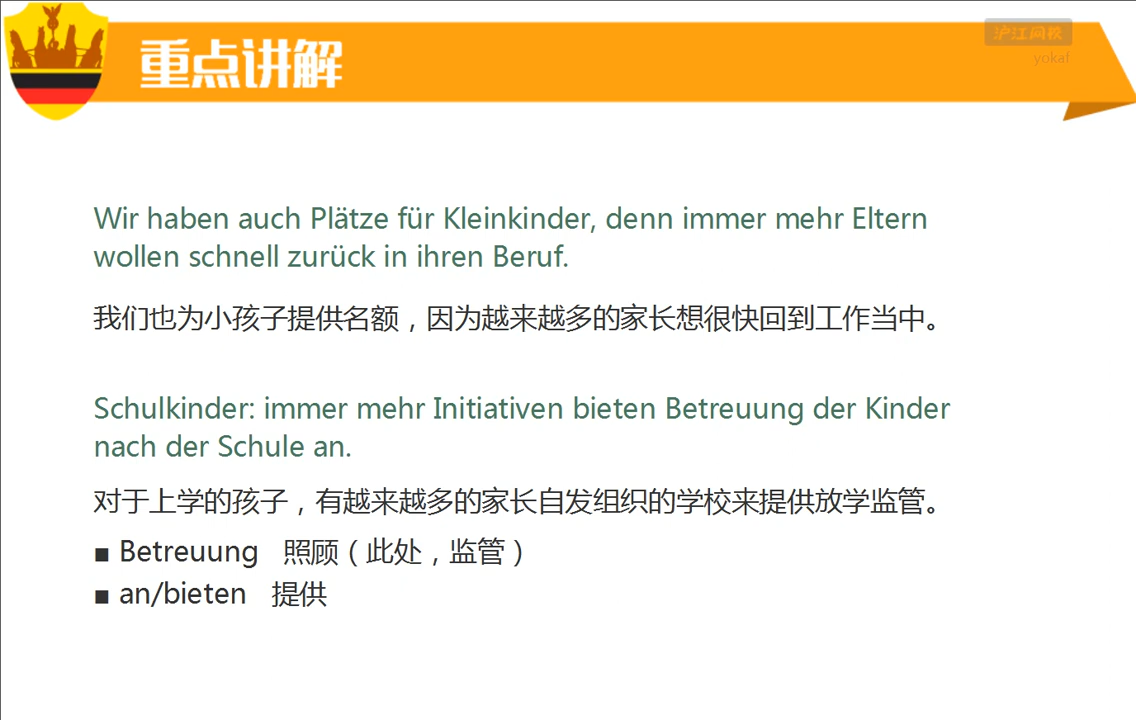 重点讲解
沪江网校
yokaf
Wir haben auch Plätze für Kleinkinder, denn immer mehr Eltern
wollen schnell zurück in ihren Beruf.
我们也为小孩子提供名额，因为越来越多的家长想很快回到工作当中。
Schulkinder: immer mehr Initiativen bieten Betreuung der Kinder
nach der Schule an.
对于上学的孩子，有越来越多的家长自发组织的学校来提供放学监管。
■ Betreuung 照顾（此处，监管）
■ an/bieten 提供